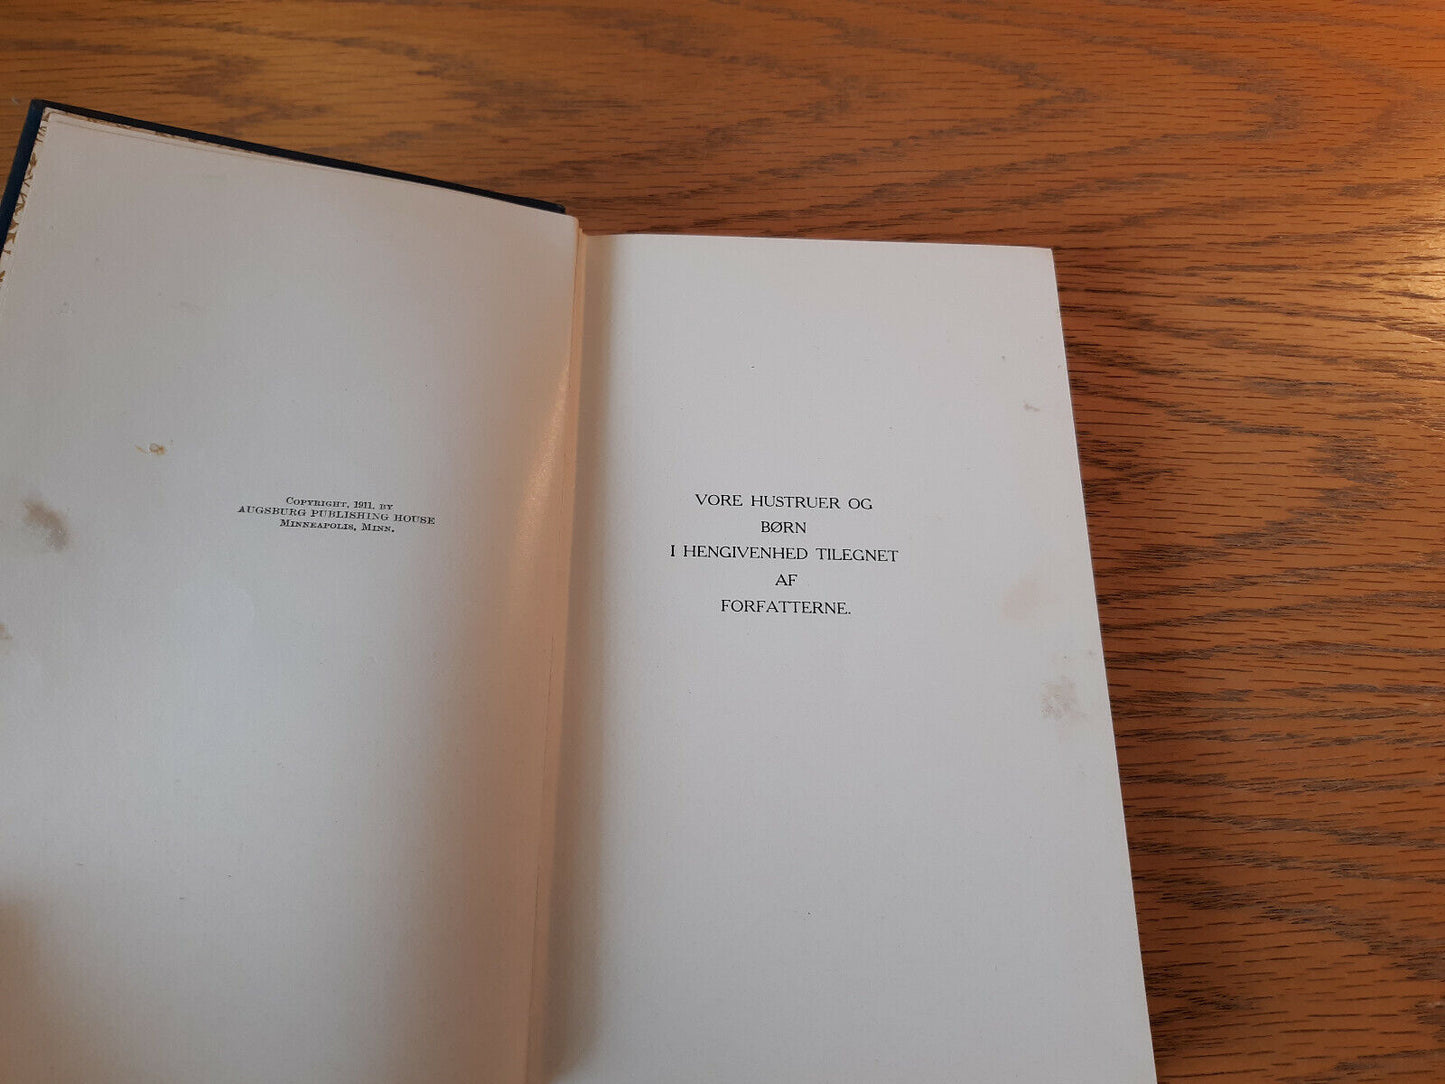 Copyright, 1911, by
AUGSBURG PUBLISHING HOUSE
Minneapolis, Minn.
VORE HUSTRUER OG
BØRN
I HENGIVENHED TILEGNET
AF
FORFATTERNE.